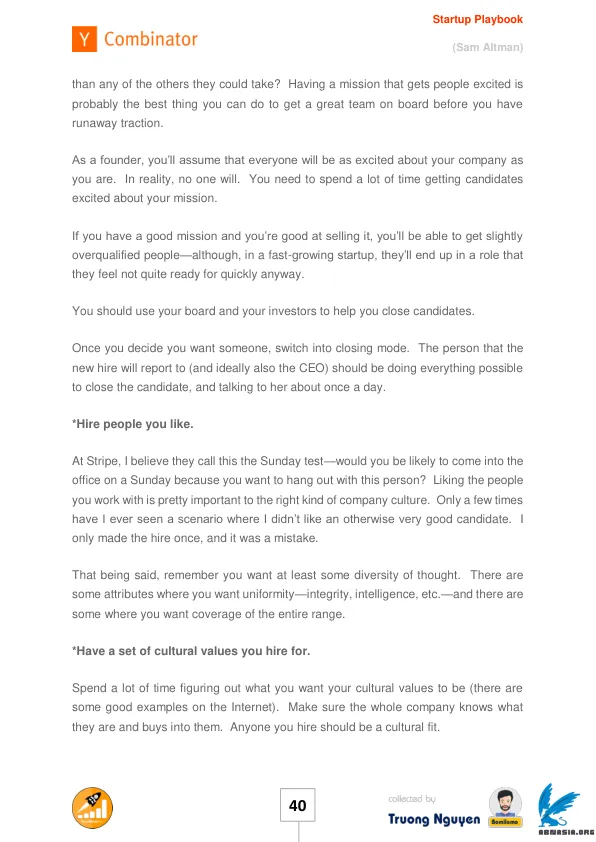 Startup Playbook
Y Combinator
(Sam Altman)
than any of the others they could take?  Having a mission that gets people excited is
probably the best thing you can do to get a great team on board before you have
runaway traction.
As a founder, you’ll assume that everyone will be as excited about your company as
you are.  In reality, no one will.  You need to spend a lot of time getting candidates
excited about your mission.
If you have a good mission and you’re good at selling it, you’ll be able to get slightly
overqualified people—although, in a fast-growing startup, they’ll end up in a role that
they feel not quite ready for quickly anyway.
You should use your board and your investors to help you close candidates.
Once you decide you want someone, switch into closing mode.  The person that the
new hire will report to (and ideally also the CEO) should be doing everything possible
to close the candidate, and talking to her about once a day.
*Hire people you like.
At Stripe, I believe they call this the Sunday test—would you be likely to come into the
office on a Sunday because you want to hang out with this person?  Liking the people
you work with is pretty important to the right kind of company culture.  Only a few times
have I ever seen a scenario where I didn’t like an otherwise very good candidate.  I
only made the hire once, and it was a mistake.
That being said, remember you want at least some diversity of thought.  There are
some attributes where you want uniformity—integrity, intelligence, etc.—and there are
some where you want coverage of the entire range.
*Have a set of cultural values you hire for.
Spend a lot of time figuring out what you want your cultural values to be (there are
some good examples on the Internet).  Make sure the whole company knows what
they are and buys into them.  Anyone you hire should be a cultural fit.
40
collected by
Truong Nguyen
ABNASIA.ORG